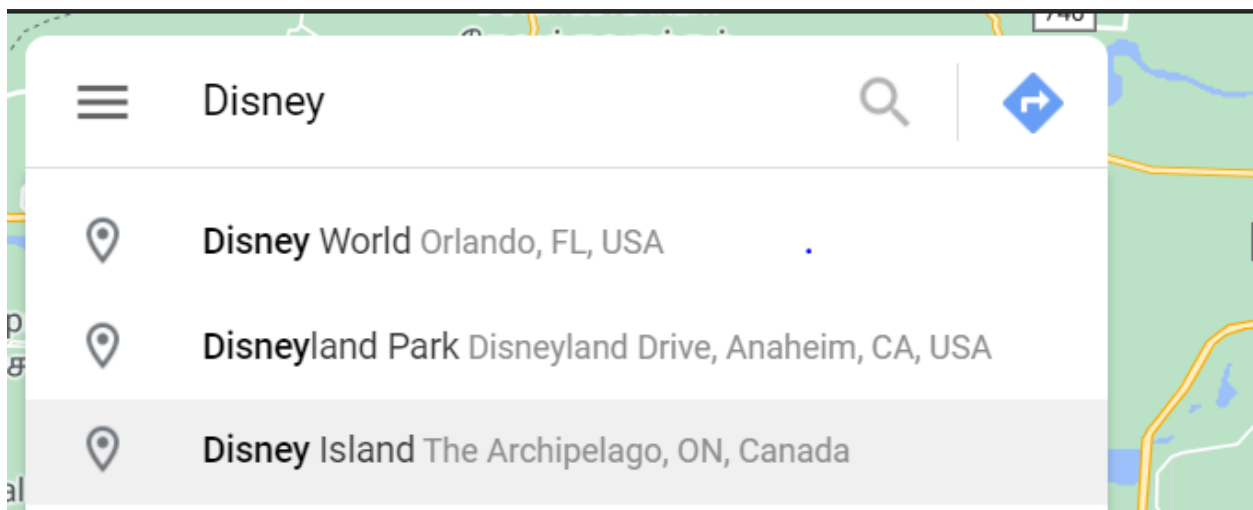 Disney
Disney World Orlando, FL, USA
Disneyland Park Disneyland Drive, Anaheim, CA, USA
Disney Island The Archipelago, ON, Canada